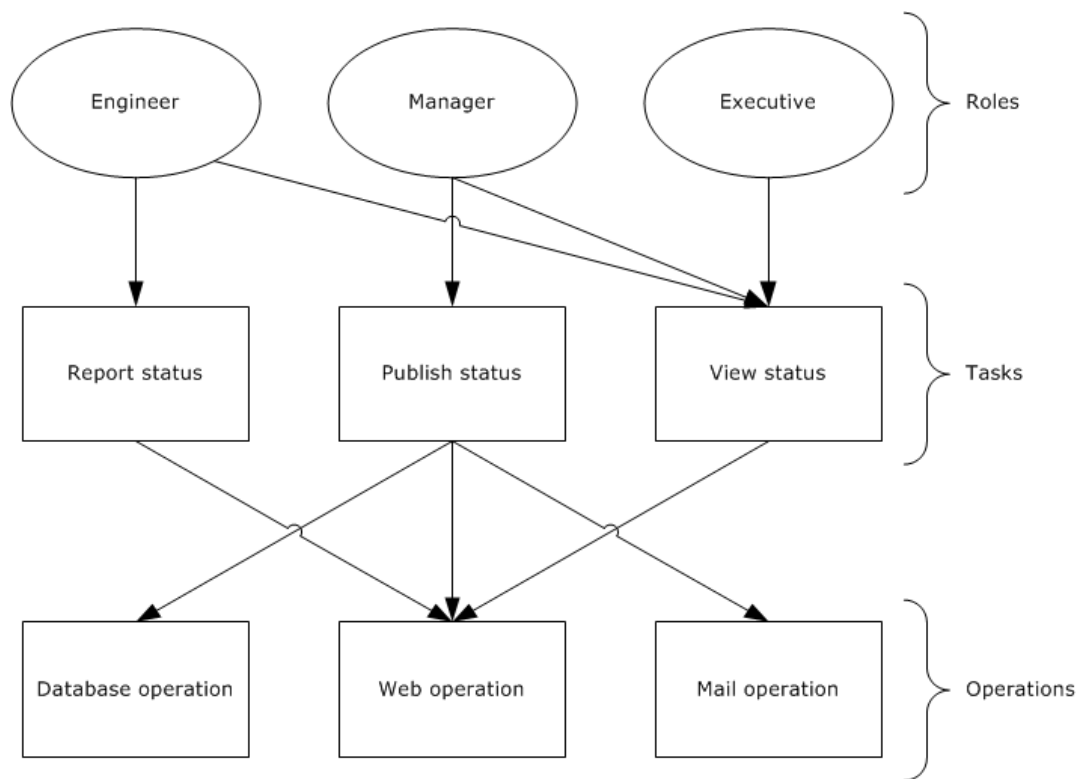 Engineer
Manager
Executive
Roles
Report status
Publish status
View status
Tasks
Database operation
Web operation
Mail operation
Operations